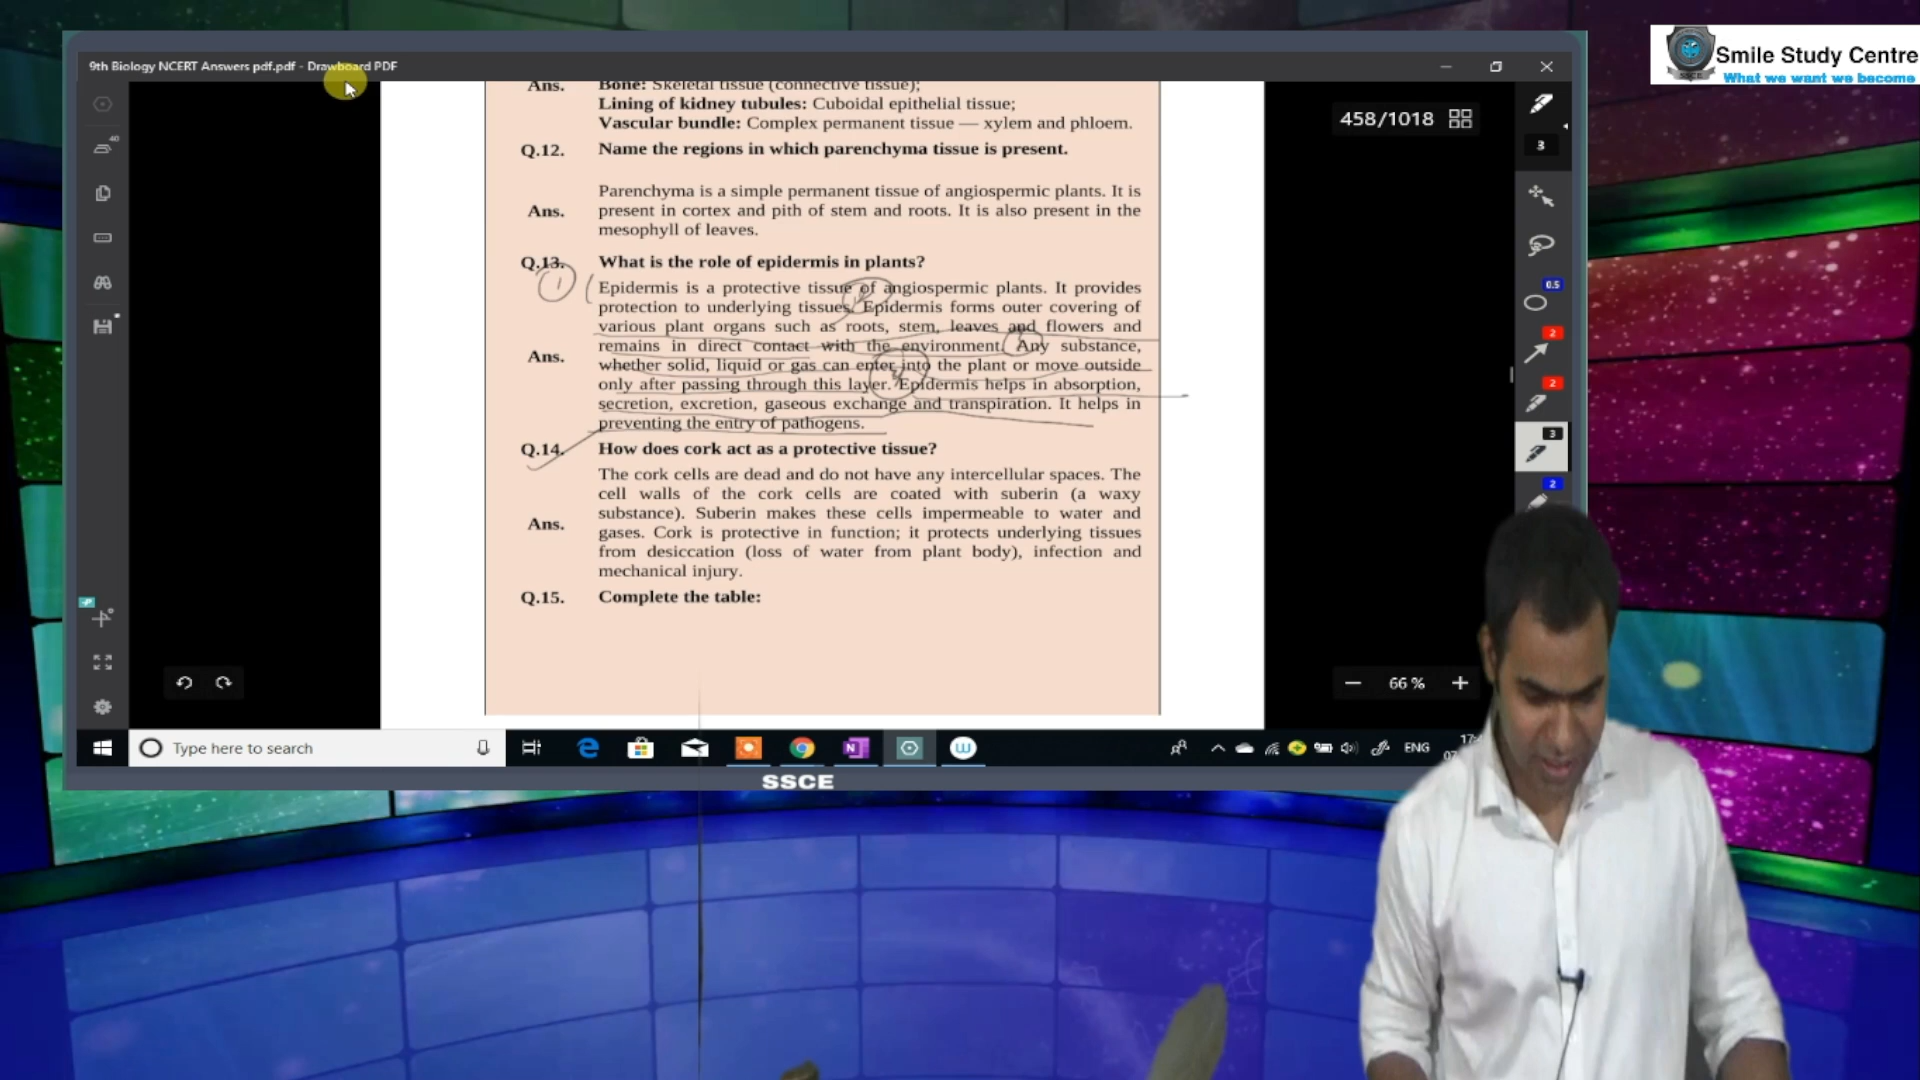 Smile Study Centre
What we want we become
SSCE
9th Biology NCERT Answers pdf.pdf - Drawboard PDF
40
458/1018
3
Ans. Bone: Skeletal tissue (connective tissue);
Lining of kidney tubules: Cuboidal epithelial tissue;
Vascular bundle: Complex permanent tissue — xylem and phloem.
Q.12. Name the regions in which parenchyma tissue is present.
Parenchyma is a simple permanent tissue of angiospermic plants. It is
Ans. present in cortex and pith of stem and roots. It is also present in the
mesophyll of leaves.
Q.13. What is the role of epidermis in plants?
1
Epidermis is a protective tissue of angiospermic plants. It provides
protection to underlying tissues. Epidermis forms outer covering of
various plant organs such as roots, stem, leaves and flowers and
remains in direct contact with the environment. Any substance,
Ans.
whether solid, liquid or gas can enter into the plant or move outside
only after passing through this layer. Epidermis helps in absorption,
secretion, excretion, gaseous exchange and transpiration. It helps in
preventing the entry of pathogens.
Q.14. How does cork act as a protective tissue?
The cork cells are dead and do not have any intercellular spaces. The
cell walls of the cork cells are coated with suberin (a waxy
substance). Suberin makes these cells impermeable to water and
Ans.
gases. Cork is protective in function; it protects underlying tissues
from desiccation (loss of water from plant body), infection and
mechanical injury.
Q.15. Complete the table:
0.5
2
2
3
2
66 %
Type here to search
ENG
SSCE